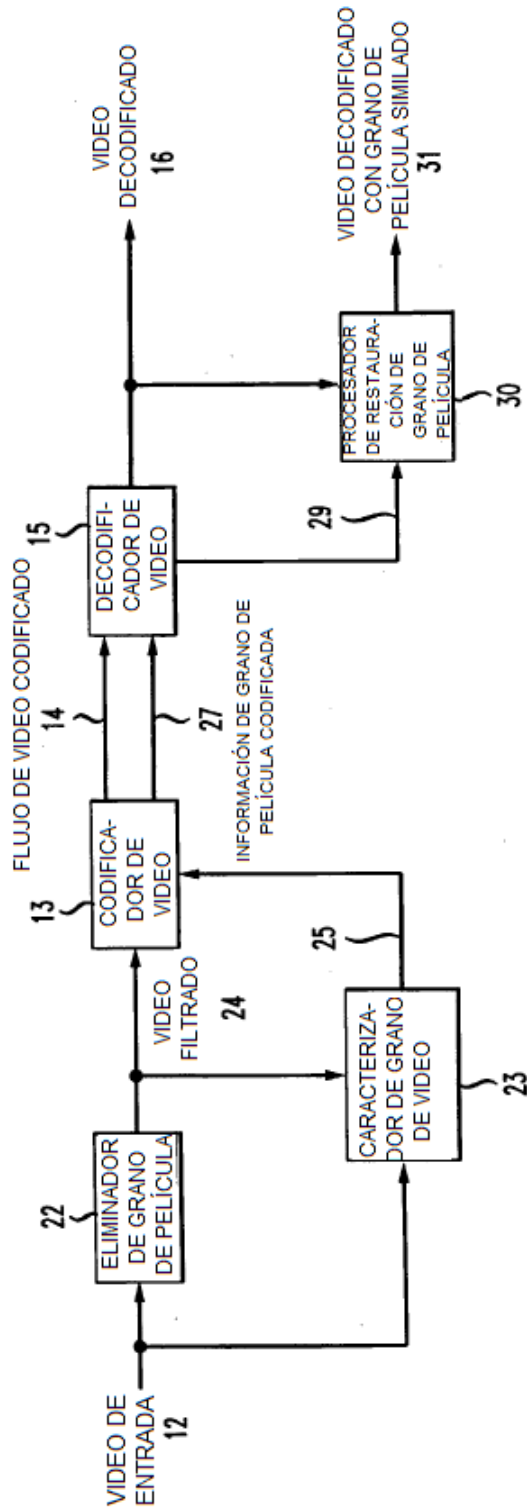 VIDEO DE
ENTRADA
12
22
ELIMINADOR
DE GRANO
DE PELÍCULA
VIDEO
FILTRADO
24
CARACTERIZA-
DOR DE GRANO
DE VIDEO
23
25
13
CODIFICA-
DOR DE
VIDEO
FLUJO DE VIDEO CODIFICADO
14
27
INFORMACIÓN DE GRANO DE
PELÍCULA CODIFICADA
15
DECODIFI-
CADOR DE
VIDEO
29
VIDEO
DECODIFICADO
16
PROCESADOR
DE RESTAURA-
CIÓN DE
GRANO DE
PELÍCULA
30
VIDEO DECODIFICADO
CON GRANO DE
PELÍCULA SIMILADO
31